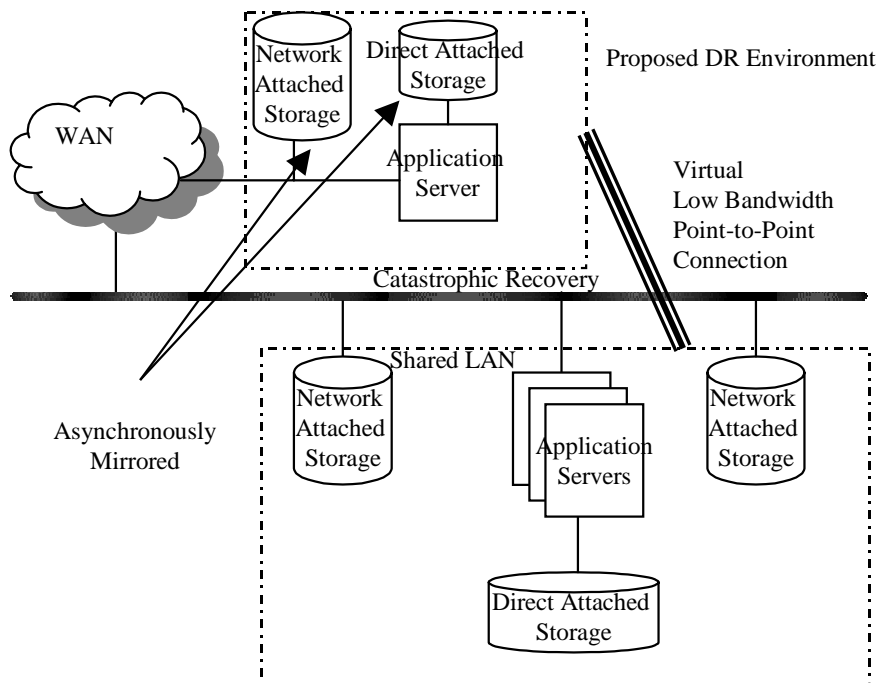 Network
Attached
Storage
Direct Attached
Storage
Proposed DR Environment
WAN
Application
Server
Virtual
Low Bandwidth
Point-to-Point
Connection
Catastrophic Recovery
Shared LAN
Network
Attached
Storage
Application
Servers
Network
Attached
Storage
Asynchronously
Mirrored
Direct Attached
Storage